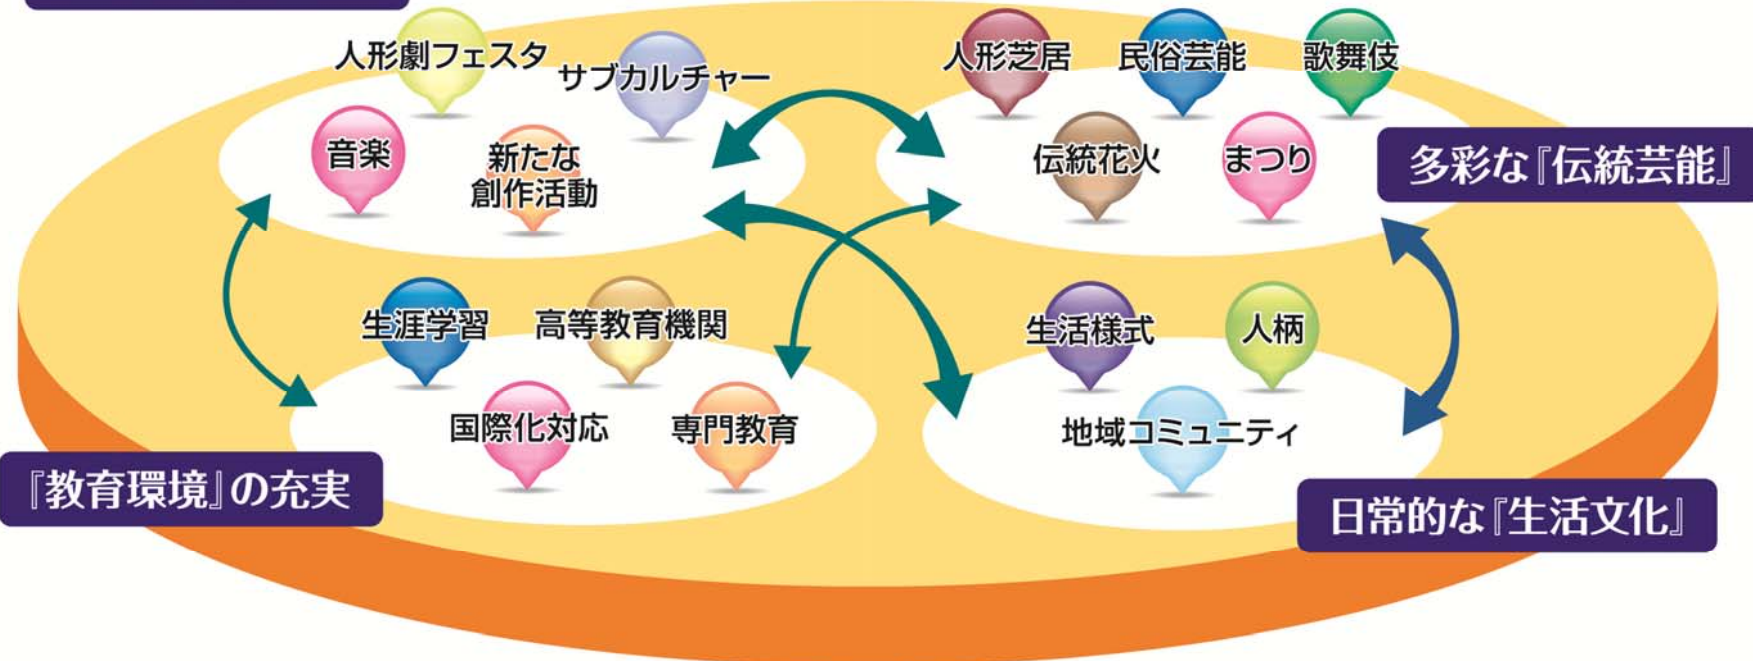 人形劇フェスタ
サブカルチャー
音楽
新たな
創作活動
人形芝居
民俗芸能
歌舞伎
伝統花火
まつり
多彩な『伝統芸能』
生涯学習
高等教育機関
国際化対応
専門教育
『教育環境』の充実
生活様式
人柄
地域コミュニティ
日常的な『生活文化』